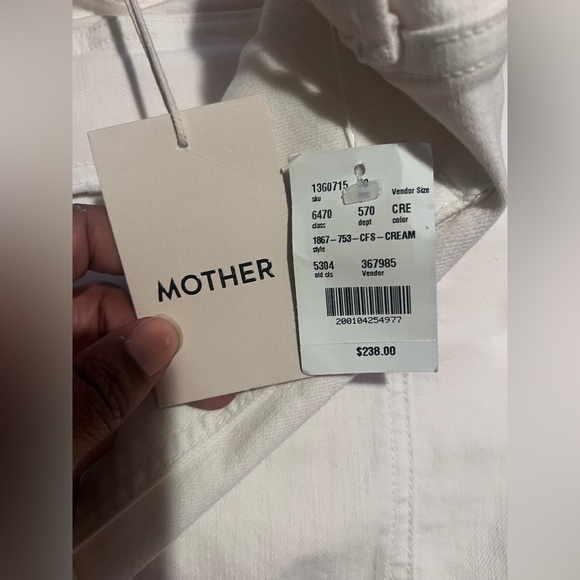 MOTHER
1360715
sku
Vendor Size
6470 570 CRE
class dept color
1867-753-CFS-CREAM
style
5304 367985
old cls Vendor
200104254977
$238.00